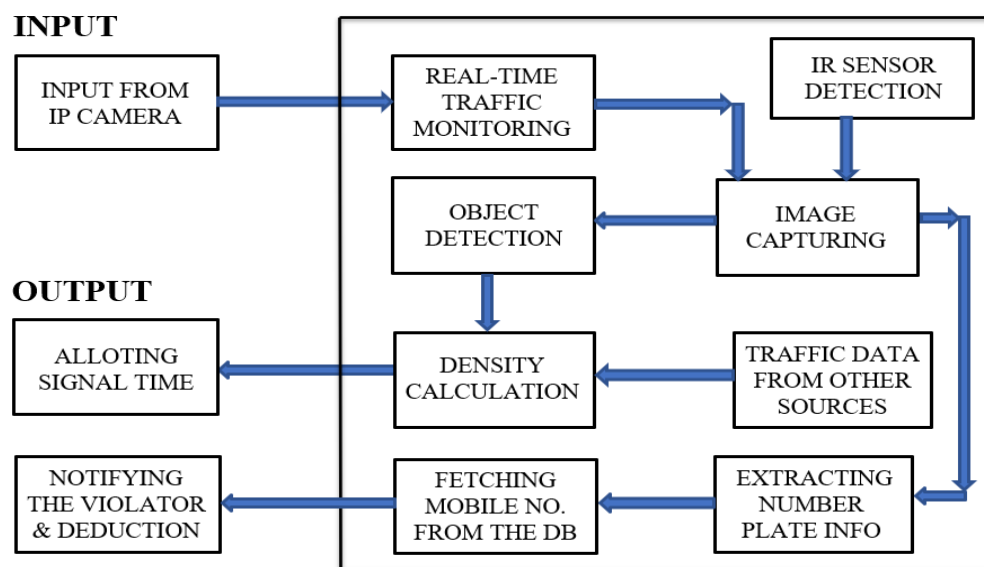 INPUT
INPUT FROM
IP CAMERA
REAL-TIME
TRAFFIC
MONITORING
IR SENSOR
DETECTION
OBJECT
DETECTION
IMAGE
CAPTURING
OUTPUT
ALLOTING
SIGNAL TIME
DENSITY
CALCULATION
TRAFFIC DATA
FROM OTHER
SOURCES
NOTIFYING
THE VIOLATOR
& DEDUCTION
FETCHING
MOBILE NO.
FROM THE DB
EXTRACTING
NUMBER
PLATE INFO